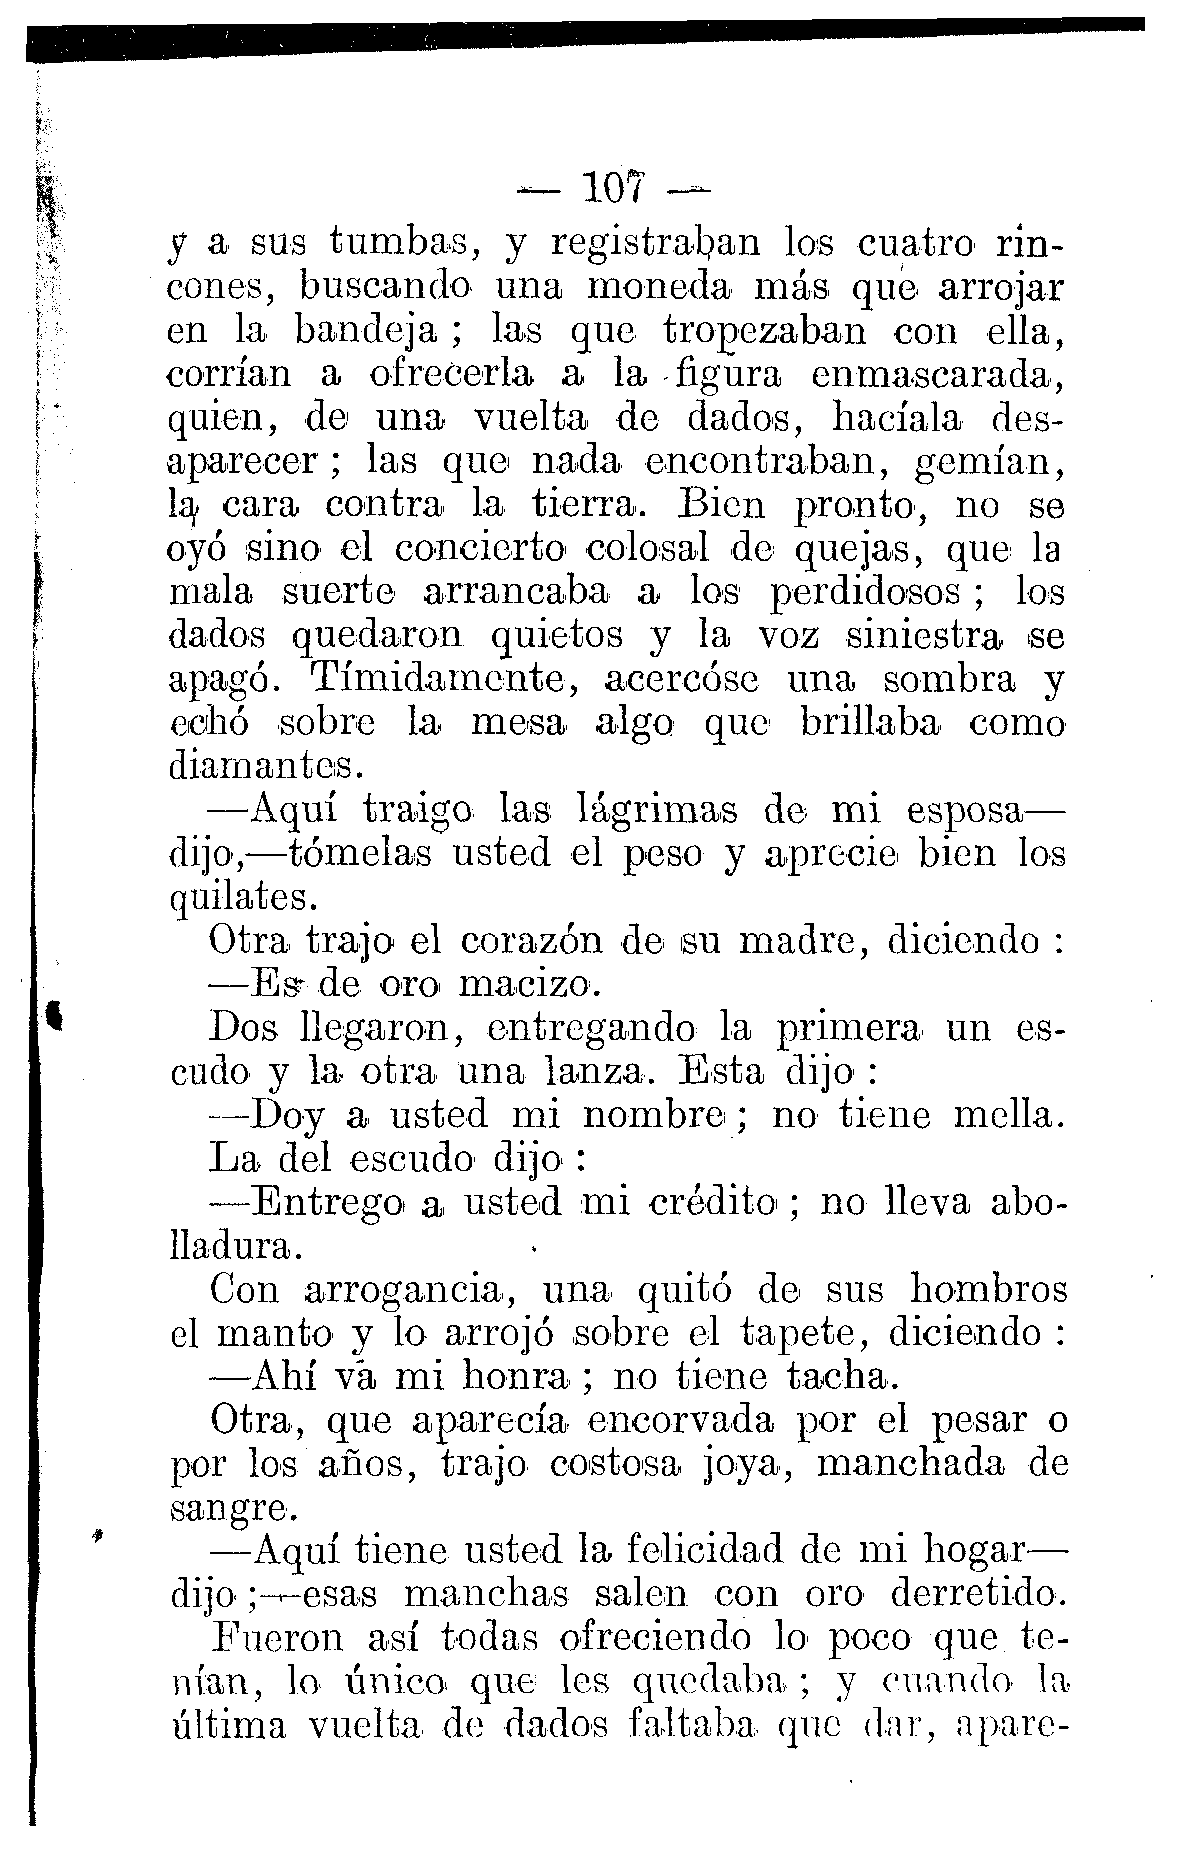 — 107 —
y a sus tumbas, y registraban los cuatro rin-
cones, buscando una moneda más que arrojar
en la bandeja ; las que tropezaban con ella,
corrían a ofrecerla a la figura enmascarada,
quien, de una vuelta de dados, hacíala des-
aparecer ; las que nada encontraban, gemían,
la cara contra la tierra. Bien pronto, no se
oyó sino el concierto colosal de quejas, que la
mala suerte arrancaba a los perdidosos ; los
dados quedaron quietos y la voz siniestra se
apagó. Tímidamente, acercóse una sombra y
echó sobre la mesa algo que brillaba como
diamantes.
—Aquí traigo las lágrimas de mi esposa—
dijo,—tómelas usted el peso y aprecie bien los
quilates.
Otra trajo el corazón de su madre, diciendo :
—Es de oro macizo.
Dos llegaron, entregando la primera un es-
cudo y la otra una lanza. Esta dijo :
—Doy a usted mi nombre ; no tiene mella.
La del escudo dijo :
—Entrego a usted mi crédito ; no lleva abo-
lladura.
Con arrogancia, una quitó de sus hombros
el manto y lo arrojó sobre el tapete, diciendo :
—Ahí va mi honra ; no tiene tacha.
Otra, que aparecía encorvada por el pesar o
por los años, trajo costosa joya, manchada de
sangre.
—Aquí tiene usted la felicidad de mi hogar—
dijo ;—esas manchas salen con oro derretido.
Fueron así todas ofreciendo lo poco que te-
nían, lo único que les quedaba ; y cuando la
última vuelta de dados faltaba que dar, apare-